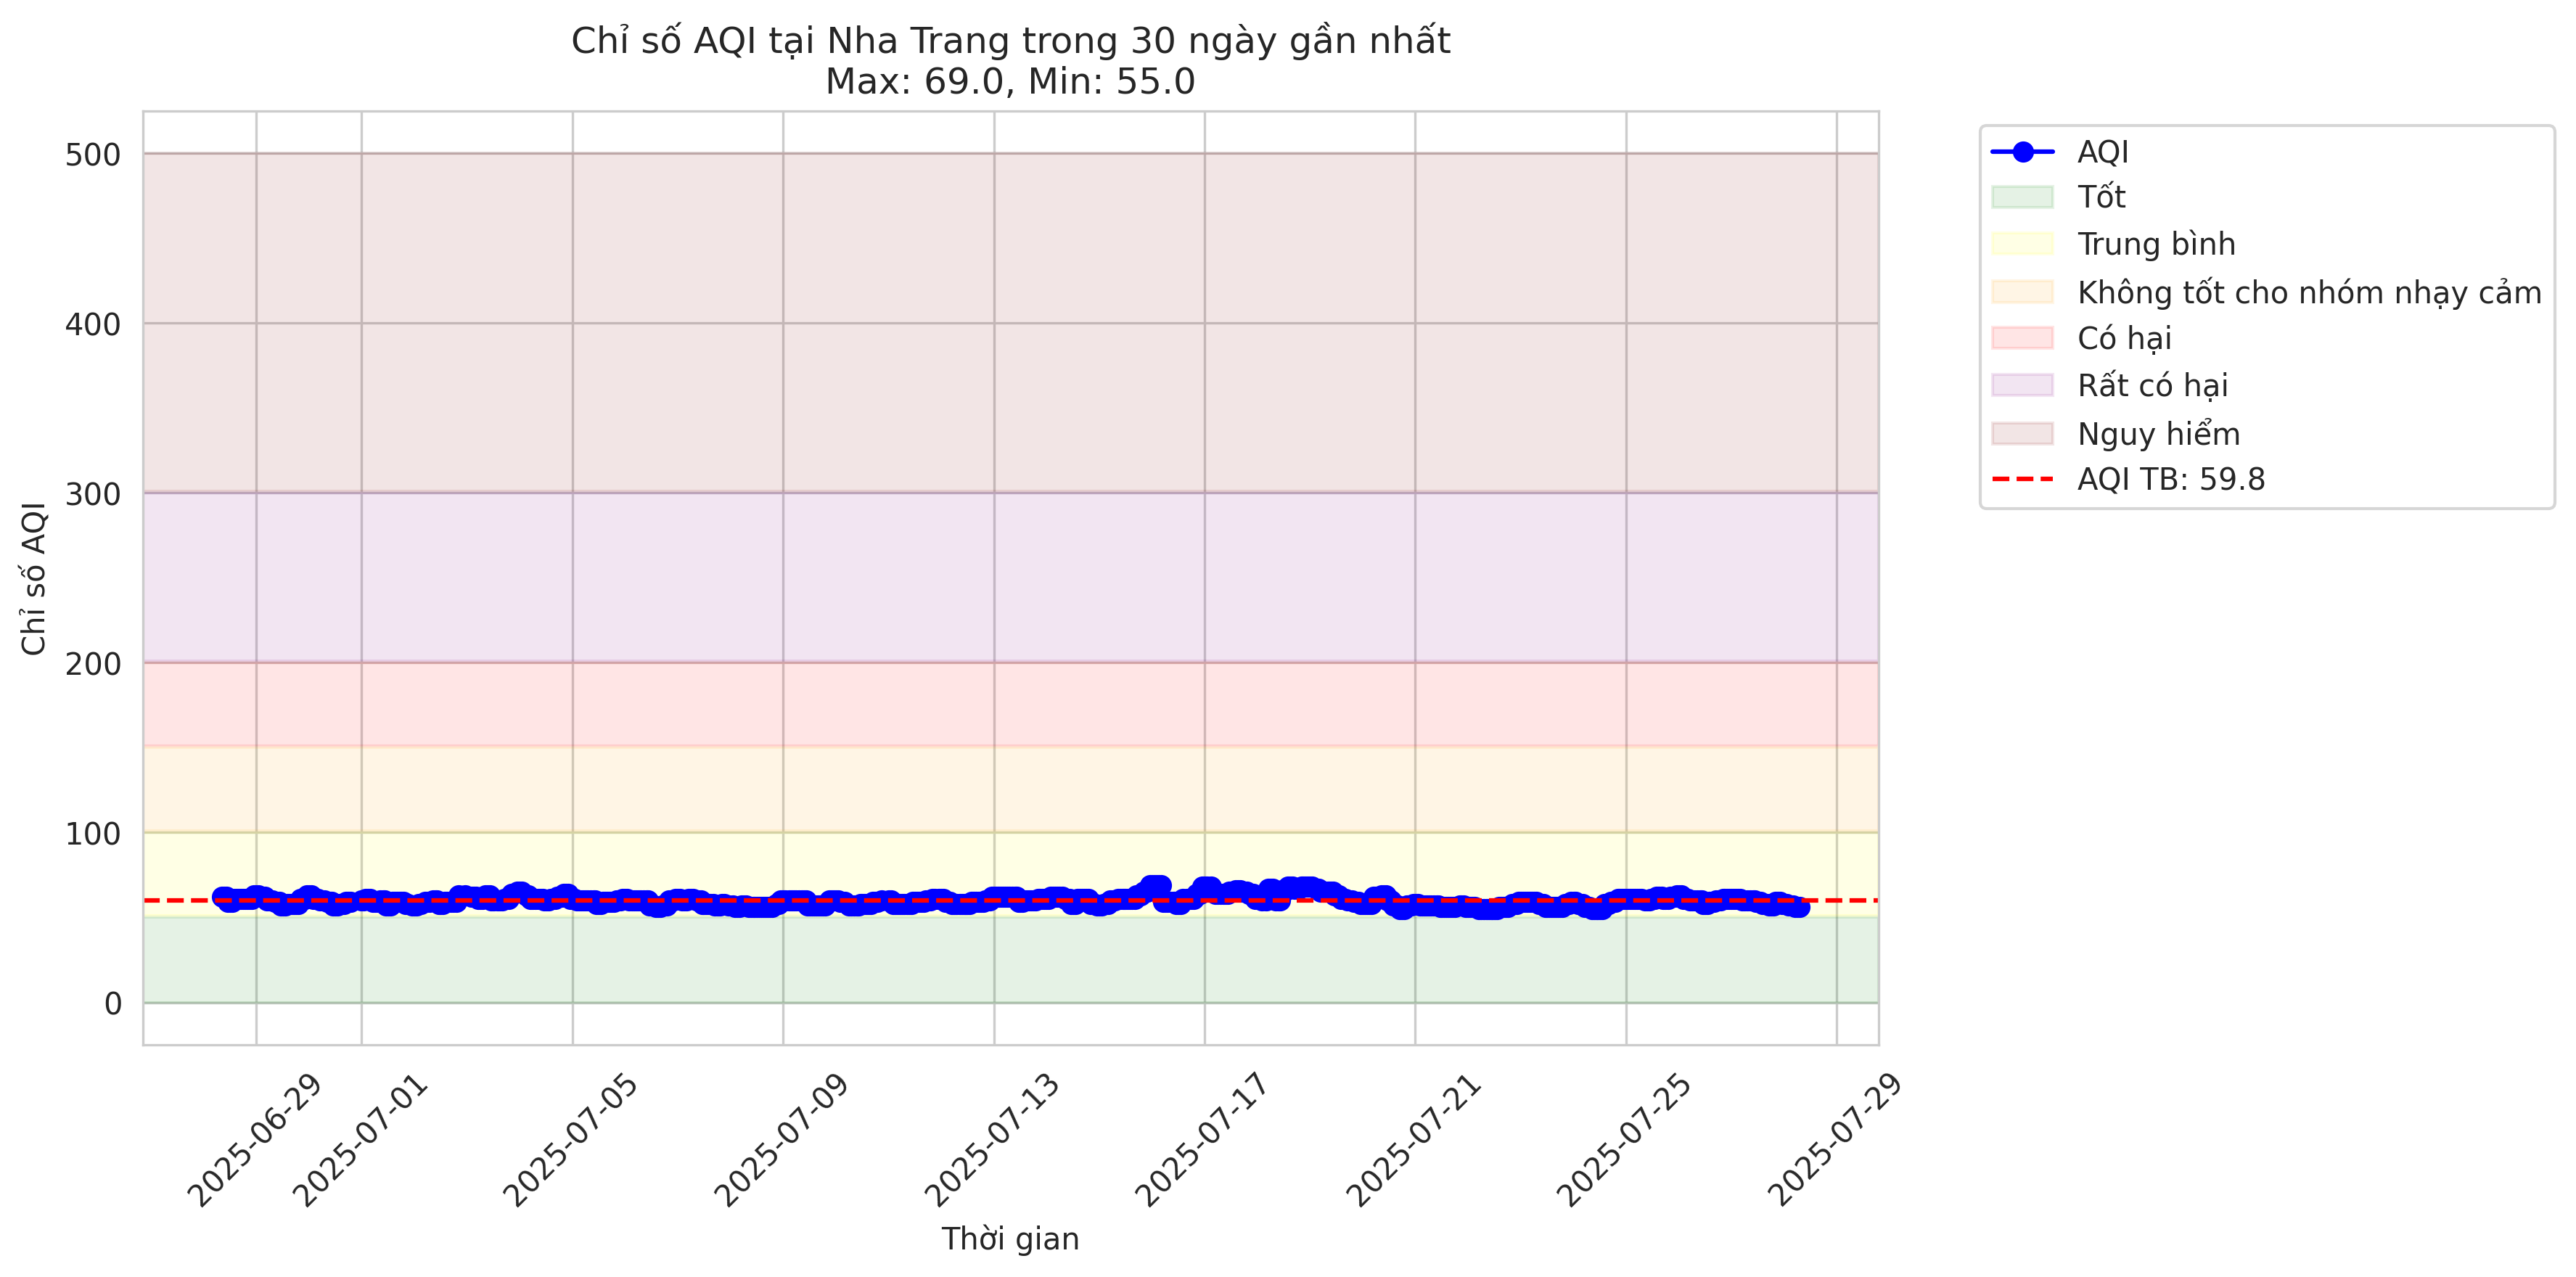 Chỉ số AQI tại Nha Trang trong 30 ngày gần nhất
Max: 69.0, Min: 55.0
Chỉ số AQI
500
400
300
200
100
0
2025-06-29
2025-07-01
2025-07-05
2025-07-09
2025-07-13
2025-07-17
2025-07-21
2025-07-25
2025-07-29
Thời gian
AQI
Tốt
Trung bình
Không tốt cho nhóm nhạy cảm
Có hại
Rất có hại
Nguy hiểm
AQI TB: 59.8